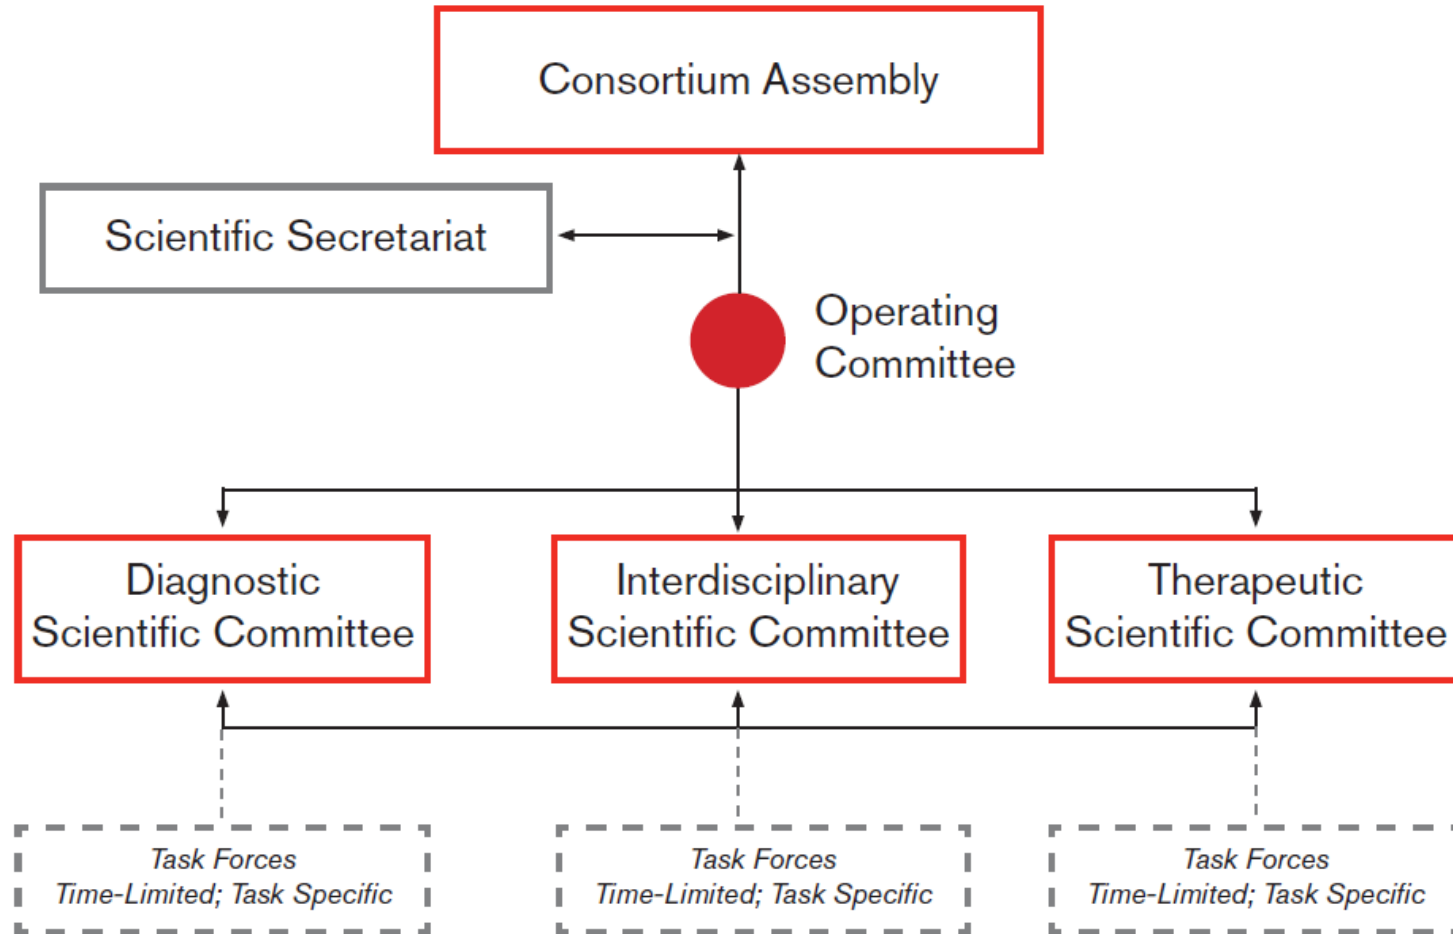 Consortium Assembly
Scientific Secretariat
Operating
Committee
Diagnostic
Scientific Committee
Interdisciplinary
Scientific Committee
Therapeutic
Scientific Committee
Task Forces
Time-Limited; Task Specific
Task Forces
Time-Limited; Task Specific
Task Forces
Time-Limited; Task Specific